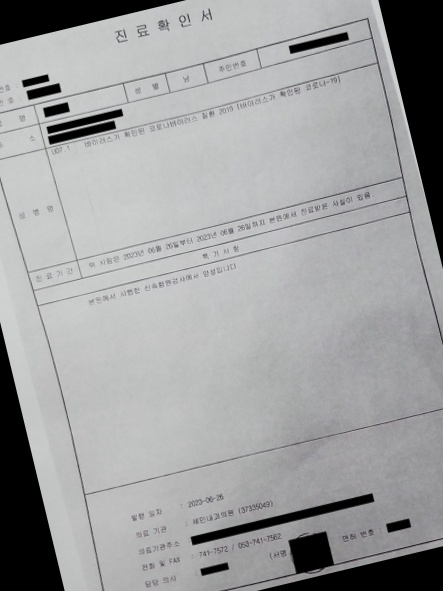 진료확인서
번호 :
번호 :
명 성 별 남 주민번호
소
U07.1 바이러스가 확인된 코로나바이러스 질환 2019 [바이러스가 확인된 코로나-19]
상 병 명
진료기간 위 사람은 2023년 06월 26일부터 2023년 06월 26일까지 본원에서 진료받은 사실이 있음.
특기사항
본원에서 시행한 신속항원검사에서 양성입니다
발행 일자 : 2023-06-26
의료 기관 : 세인내과의원 (37335049)
의료기관주소 :
전화 및 FAX : 741-7572 / 053-741-7562
담당 의사 : (서명 면허 번호 :